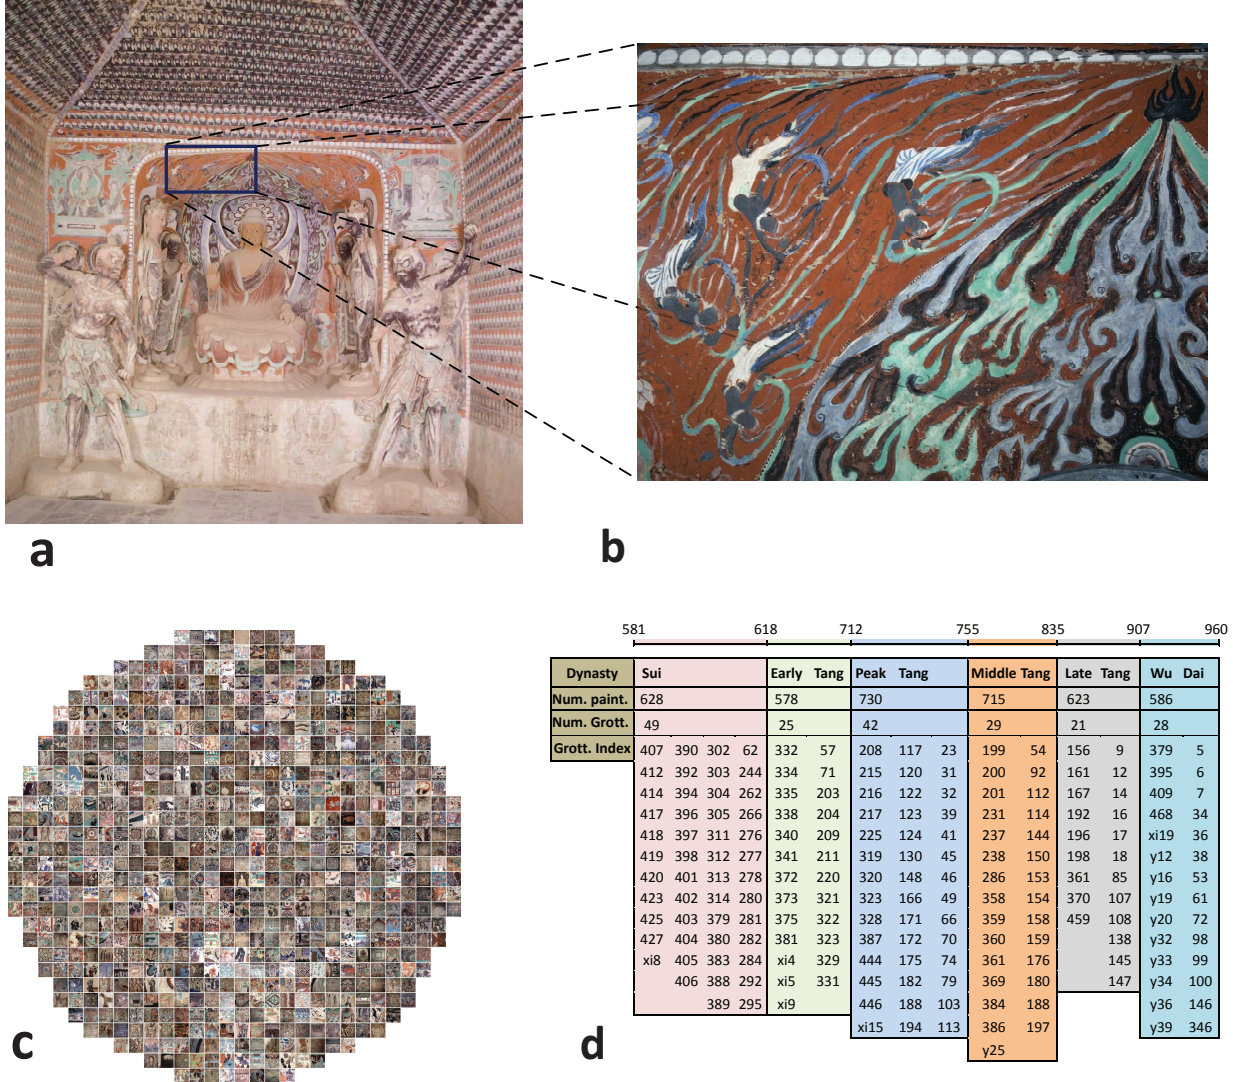 a
b
c
d
581 618 712 755 835 907 960
Dynasty Sui Early Tang Peak Tang Middle Tang Late Tang Wu Dai
Num. paint. 628 578 730 715 623 586
Num. Grott. 49 25 42 29 21 28
Grott. Index 407 390 302 62 332 57 208 117 23 199 54 156 9 379 5
412 392 303 244 334 71 215 120 31 200 92 161 12 395 6
414 394 304 262 335 203 216 122 32 201 112 167 14 409 7
417 396 305 266 338 204 217 123 39 231 114 192 16 468 34
418 397 311 276 340 209 225 124 41 237 144 196 17 xi19 36
419 398 312 277 341 211 319 130 45 238 150 198 18 y12 38
420 401 313 278 372 220 320 148 46 286 153 361 85 y16 53
423 402 314 280 373 321 323 166 49 358 154 370 107 y19 61
425 403 379 281 375 322 328 171 66 359 158 459 108 y20 72
427 404 380 282 381 323 387 172 70 360 159 138 y32 98
xi8 405 383 284 xi4 329 444 175 74 361 176 145 y33 99
406 388 292 xi5 331 445 182 79 369 180 147 y34 100
389 295 xi9 446 188 103 384 188 y36 146
xi15 194 113 386 197 y39 346
y25